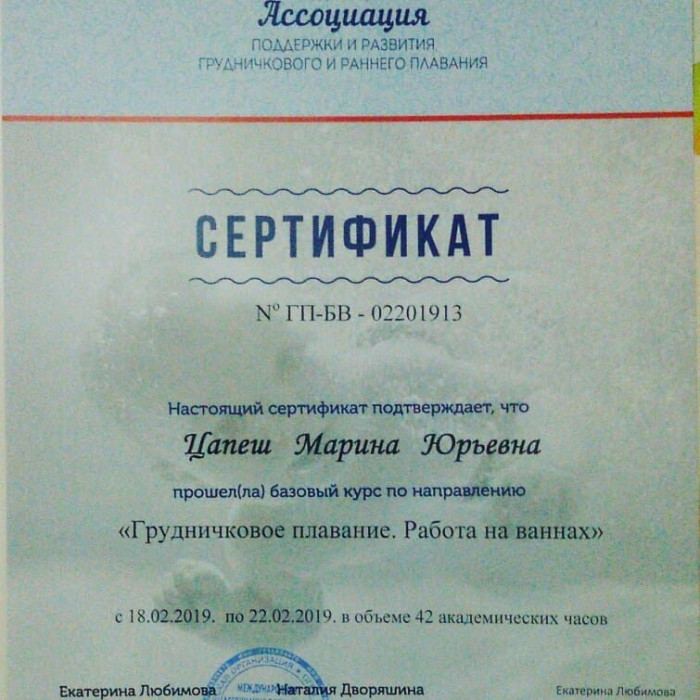 Ассоциация
ПОДДЕРЖКИ И РАЗВИТИЯ
ГРУДНИЧКОВОГО И РАННЕГО ПЛАВАНИЯ
СЕРТИФИКАТ
№ ГП-БВ - 02201913
Настоящий сертификат подтверждает, что
Цапеш Марина Юрьевна
прошел(ла) базовый курс по направлению
«Грудничковое плавание. Работа на ваннах»
с 18.02.2019. по 22.02.2019. в объеме 42 академических часов
ОРГАНИЗАЦИЯ
Екатерина Любимова Наталия Дворяшина Екатерина Любимова